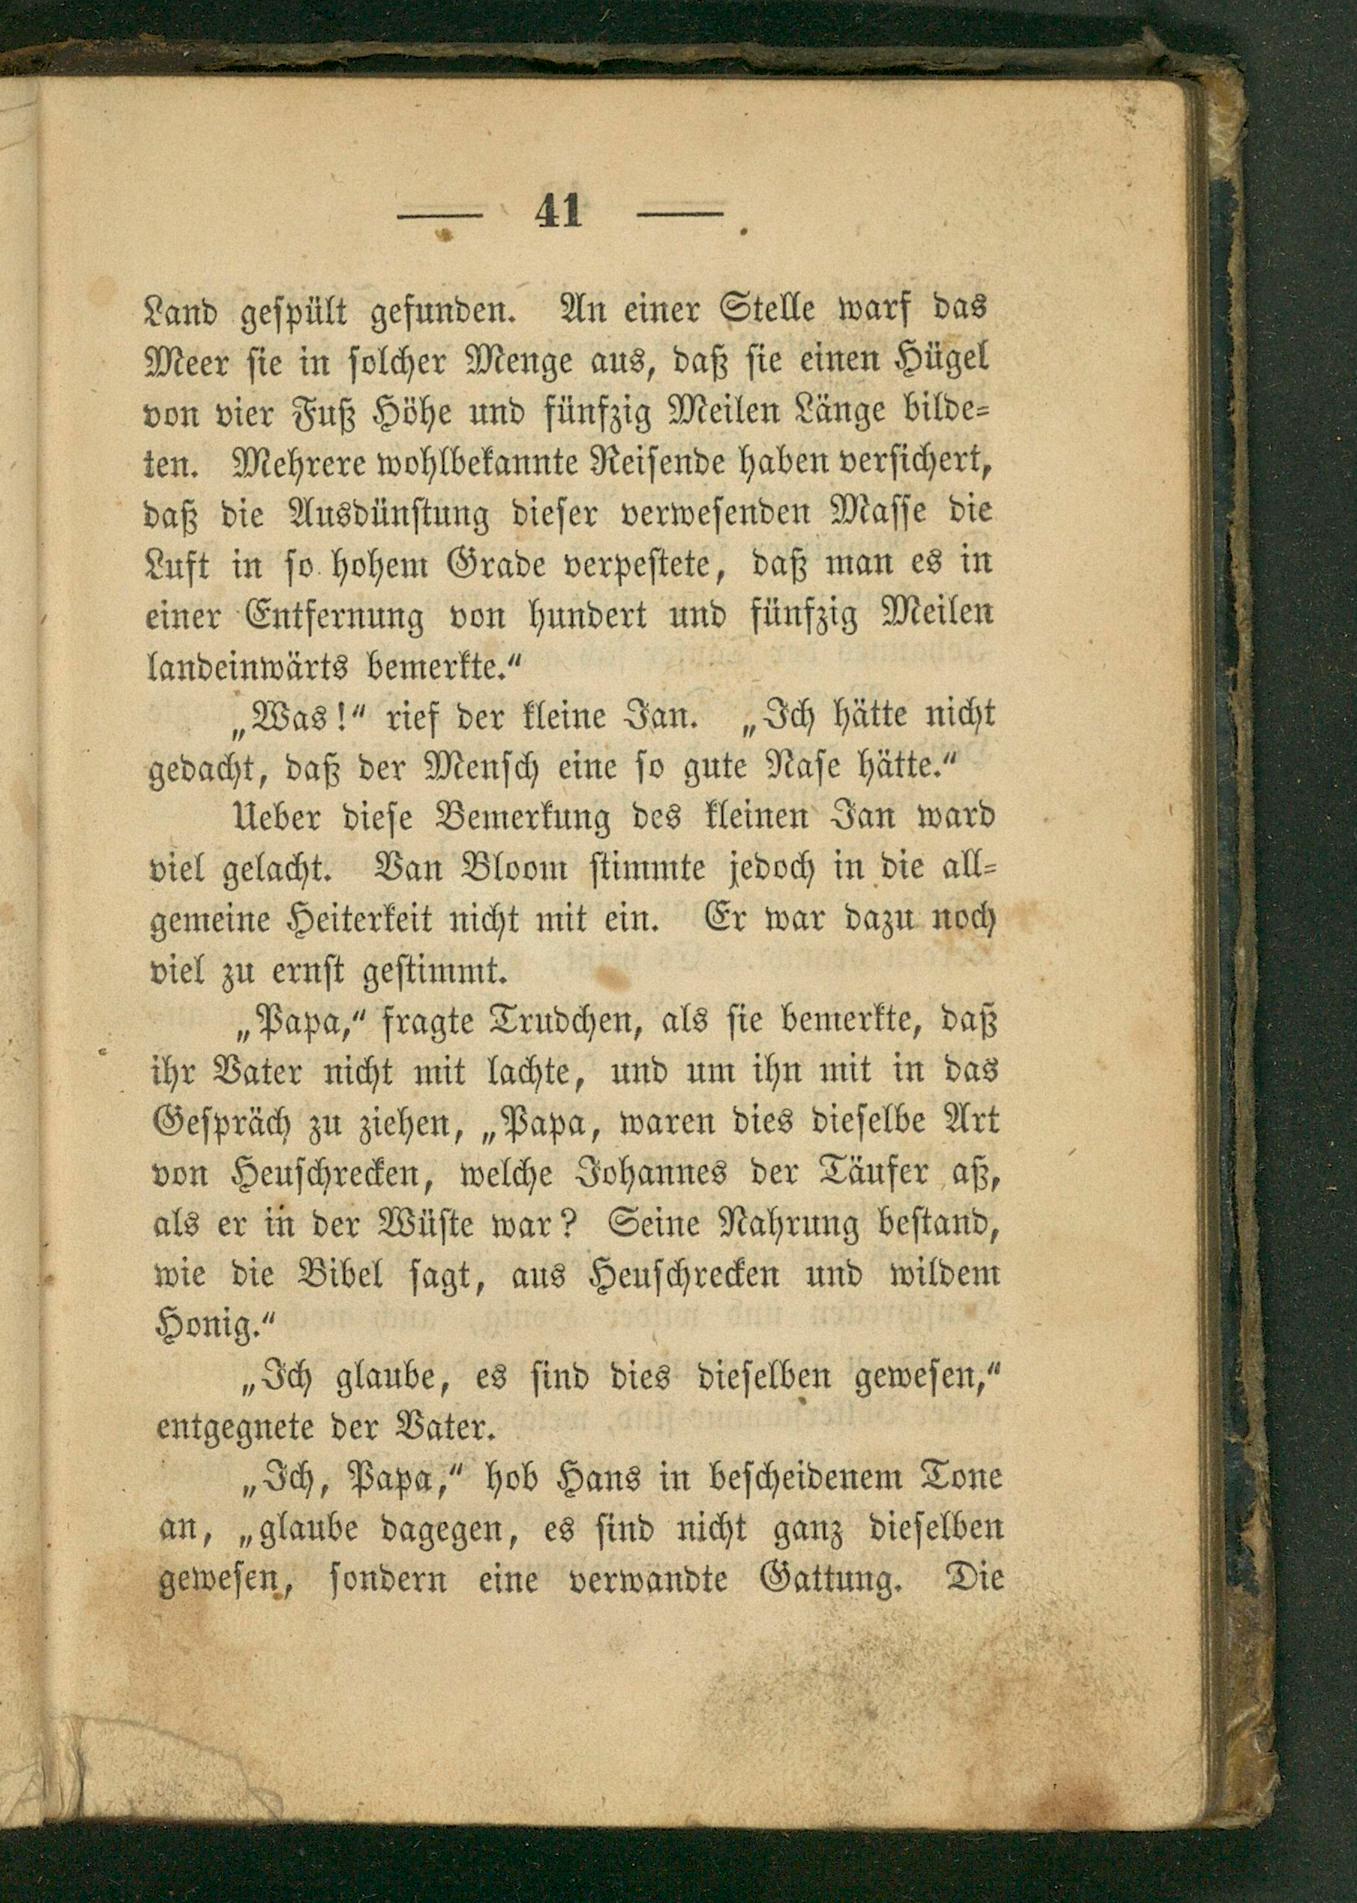 — 41 —
Land gespült gefunden. An einer Stelle warf das
Meer sie in solcher Menge aus, daß sie einen Hügel
von vier Fuß Höhe und fünfzig Meilen Länge bilde-
ten. Mehrere wohlbekannte Reisende haben versichert,
daß die Ausdünstung dieser verwesenden Masse die
Luft in so hohem Grade verpestete, daß man es in
einer Entfernung von hundert und fünfzig Meilen
landeinwärts bemerkte.“
„Was!“ rief der kleine Jan. „Ich hätte nicht
gedacht, daß der Mensch eine so gute Nase hätte.“
Ueber diese Bemerkung des kleinen Jan ward
viel gelacht. Van Bloom stimmte jedoch in die all-
gemeine Heiterkeit nicht mit ein. Er war dazu noch
viel zu ernst gestimmt.
„Papa,“ fragte Trudchen, als sie bemerkte, daß
ihr Vater nicht mit lachte, und um ihn mit in das
Gespräch zu ziehen, „Papa, waren dies dieselbe Art
von Heuschrecken, welche Johannes der Täufer aß,
als er in der Wüste war? Seine Nahrung bestand,
wie die Bibel sagt, aus Heuschrecken und wildem
Honig.“
„Ich glaube, es sind dies dieselben gewesen,“
entgegnete der Vater.
„Ich, Papa,“ hob Hans in bescheidenem Tone
an, „glaube dagegen, es sind nicht ganz dieselben
gewesen, sondern eine verwandte Gattung. Die